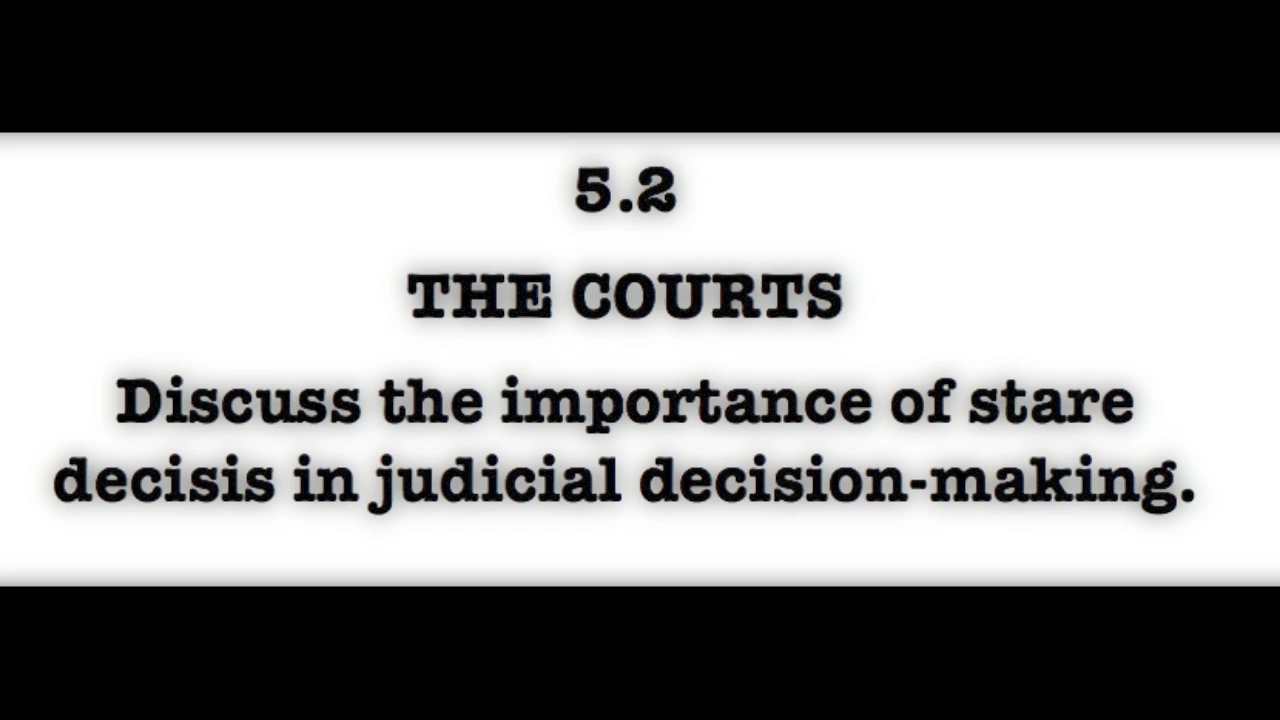 5.2
THE COURTS
Discuss the importance of stare
decisis in judicial decision-making.